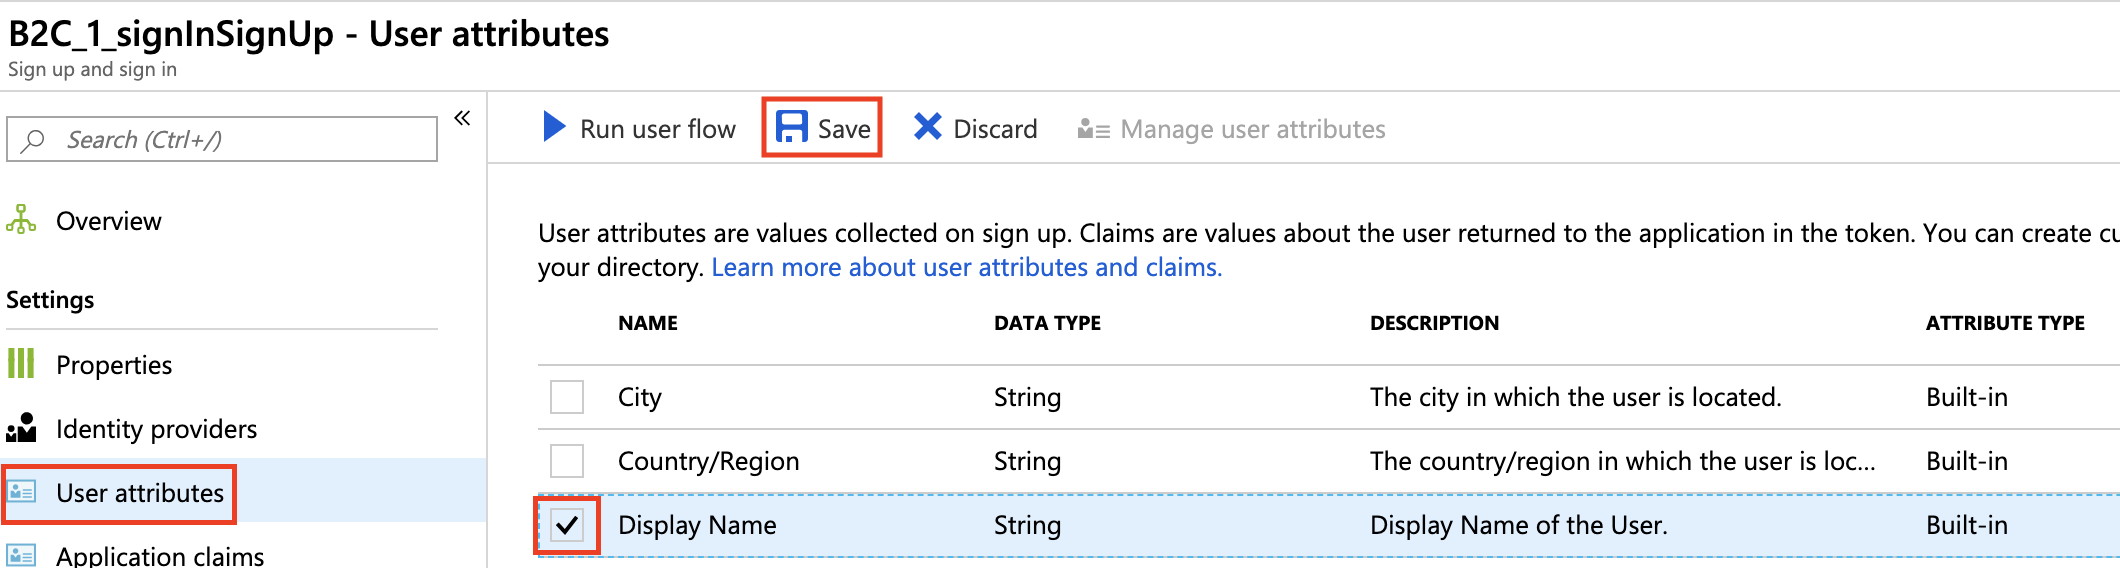 B2C_1_signInSignUp - User attributes
Sign up and sign in
«
Search (Ctrl+/)
Overview
Settings
Properties
Identity providers
User attributes
Application claims
Run user flow Save Discard Manage user attributes
User attributes are values collected on sign up. Claims are values about the user returned to the application in the token. You can create cu
your directory. Learn more about user attributes and claims.
NAME DATA TYPE DESCRIPTION ATTRIBUTE TYPE
City String The city in which the user is located. Built-in
Country/Region String The country/region in which the user is loc... Built-in
Display Name String Display Name of the User. Built-in